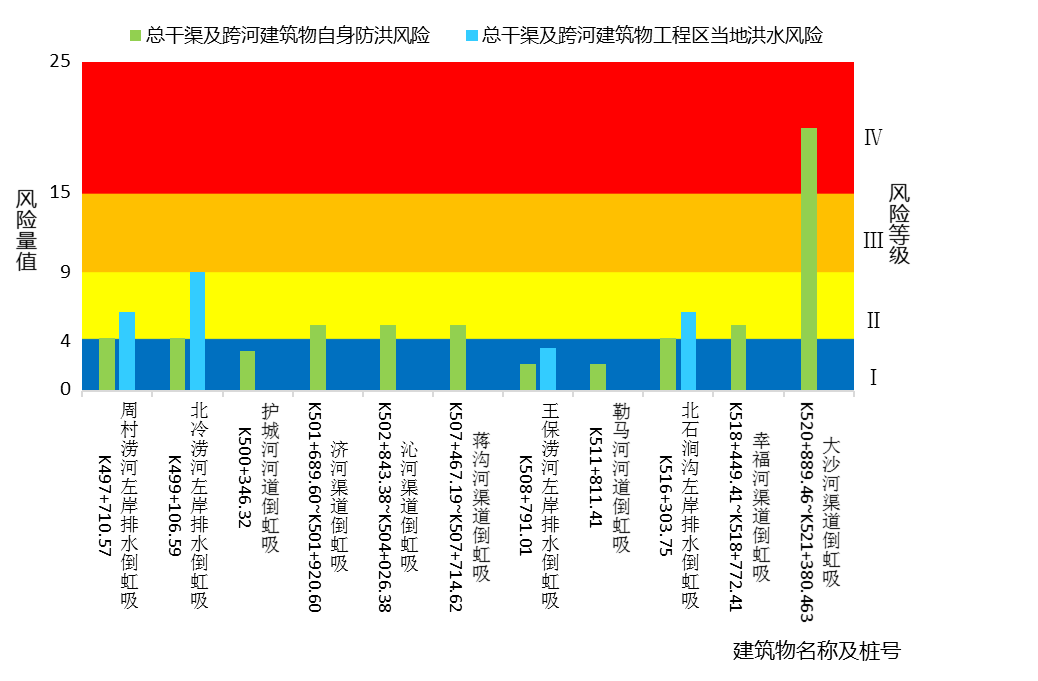 总干渠及跨河建筑物自身防洪风险 总干渠及跨河建筑物工程区当地洪水风险
25
15
9
4
0
风险量值
Ⅳ
Ⅲ
Ⅱ
Ⅰ
风险等级
周村涝河左岸排水倒虹吸
K497+710.57
北冷涝河左岸排水倒虹吸
K499+106.59
护城河河道倒虹吸
K500+346.32
济河渠道倒虹吸
K501+689.60~K501+920.60
沁河渠道倒虹吸
K502+843.38~K504+026.38
蒋沟河渠道倒虹吸
K507+467.19~K507+714.62
王保涝河左岸排水倒虹吸
K508+791.01
勒马河河道倒虹吸
K511+811.41
北石涧沟左岸排水倒虹吸
K516+303.75
幸福河渠道倒虹吸
K518+449.41~K518+772.41
大沙河渠道倒虹吸
K520+889.46~K521+380.463
建筑物名称及桩号